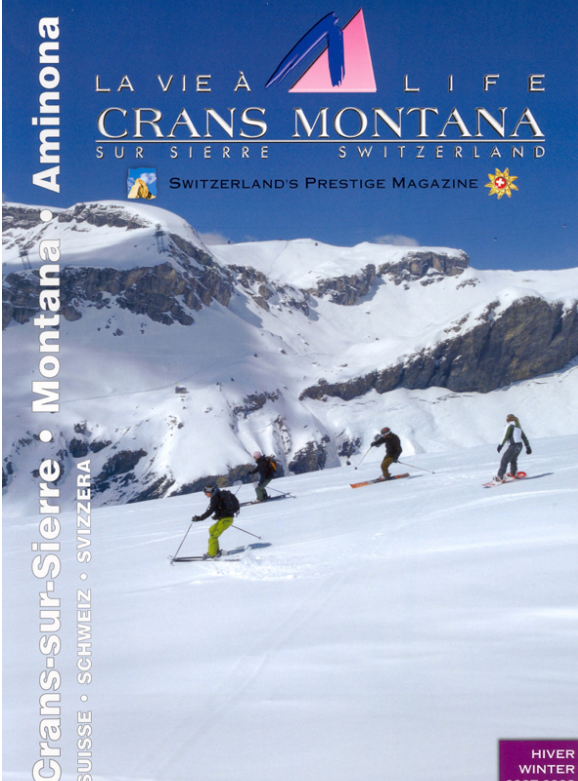 LA VIE À LIFE
CRANS MONTANA
SUR SIERRE SWITZERLAND
SWITZERLAND'S PRESTIGE MAGAZINE
Crans-sur-Sierre • Montana • Aminona
SUISSE • SCHWEIZ • SVIZZERA
HIVER
WINTER